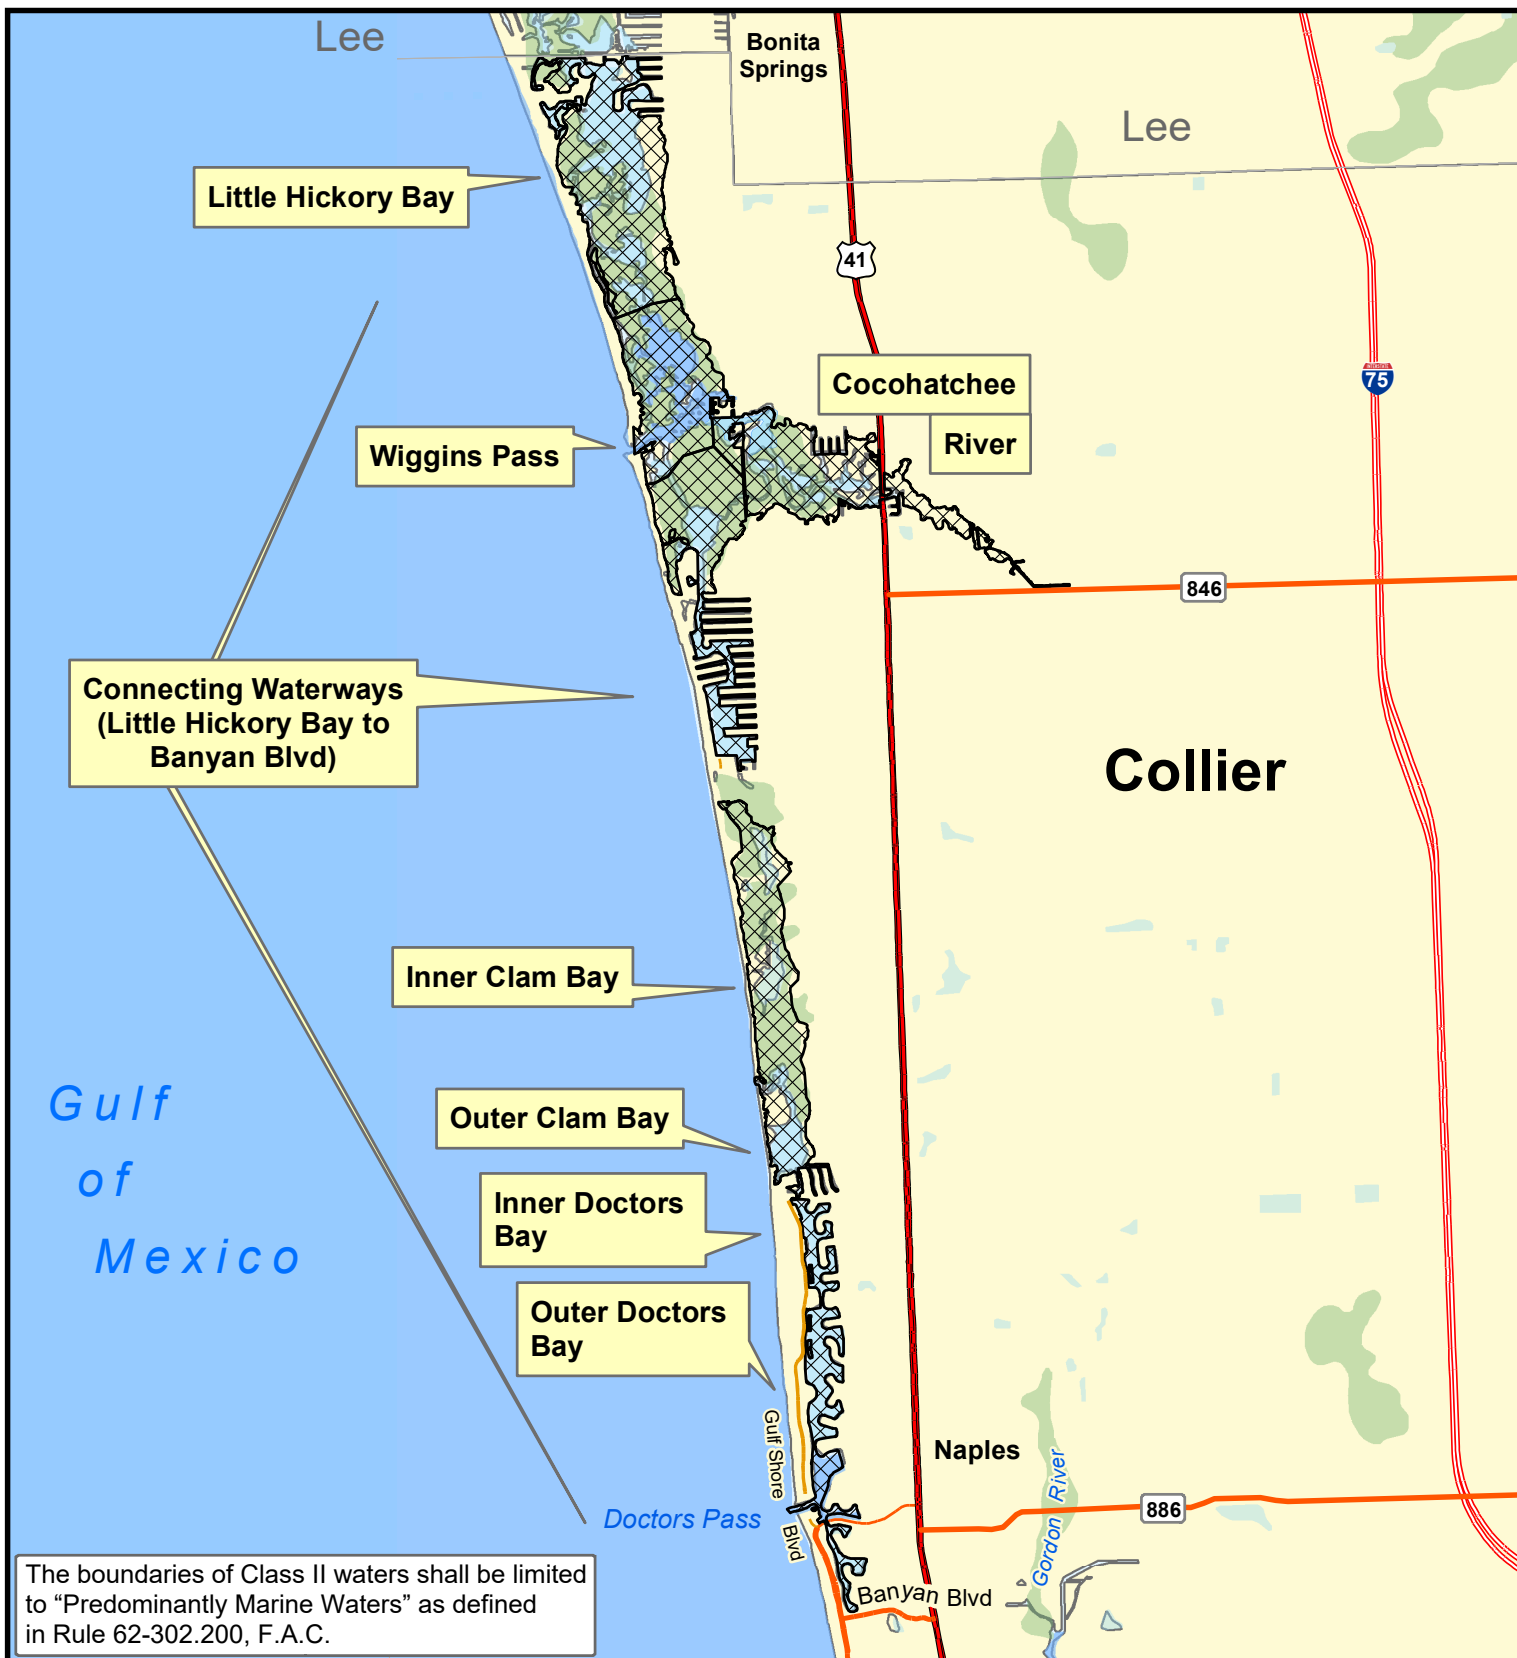 Lee
Bonita
Springs
Lee
Little Hickory Bay
41
Cocohatchee
River
75
Wiggins Pass
846
Connecting Waterways
(Little Hickory Bay to
Banyan Blvd)
Collier
Inner Clam Bay
Gulf
of
Mexico
Outer Clam Bay
Inner Doctors
Bay
Outer Doctors
Bay
Gulf Shore
Blvd
Naples
Gordon River
Doctors Pass
886
Banyan Blvd
The boundaries of Class II waters shall be limited
to “Predominantly Marine Waters” as defined
in Rule 62-302.200, F.A.C.